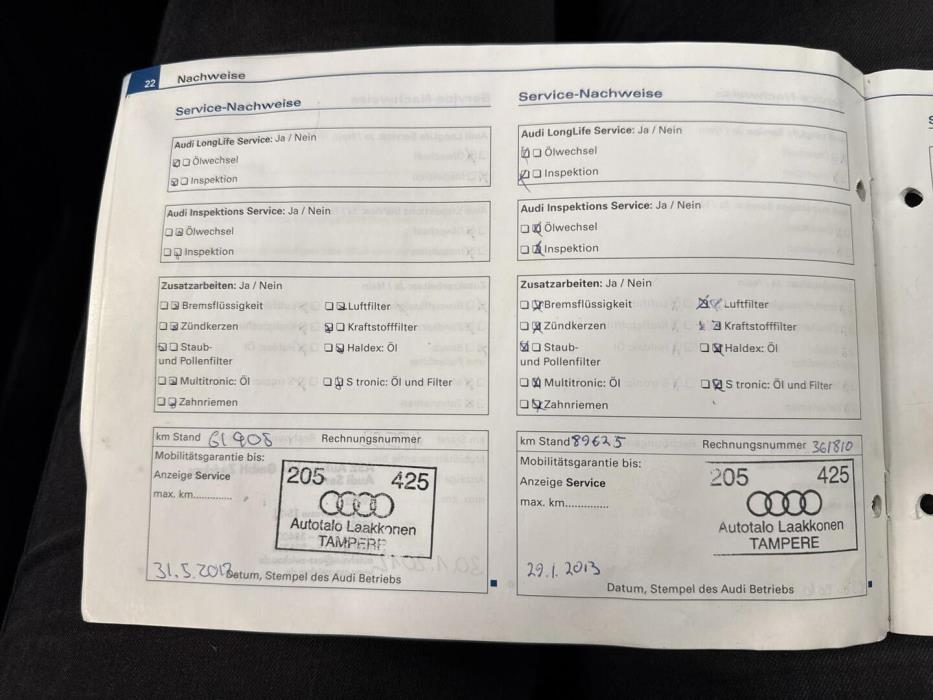 22 Nachweise
Service-Nachweise
Audi LongLife Service: Ja / Nein
Ölwechsel
Inspektion
Audi Inspektions Service: Ja / Nein
Ölwechsel
Inspektion
Zusatzarbeiten: Ja / Nein
Bremsflüssigkeit Luftfilter
Zündkerzen Kraftstofffilter
Staub- Haldex: Öl
und Pollenfilter
Multitronic: Öl S tronic: Öl und Filter
Zahnriemen
km Stand 61908 Rechnungsnummer
Mobilitätsgarantie bis:
Anzeige Service
max. km.............
205 425
Autotalo Laakkonen
TAMPERE
Datum, Stempel des Audi Betriebs
Service-Nachweise
Audi LongLife Service: Ja / Nein
Ölwechsel
Inspektion
Audi Inspektions Service: Ja / Nein
Ölwechsel
Inspektion
Zusatzarbeiten: Ja / Nein
Bremsflüssigkeit Luftfilter
Zündkerzen Kraftstofffilter
Staub- Haldex: Öl
und Pollenfilter
Multitronic: Öl S tronic: Öl und Filter
Zahnriemen
km Stand 89625 Rechnungsnummer 361810
Mobilitätsgarantie bis:
Anzeige Service
max. km..............
205 425
Autotalo Laakkonen
TAMPERE
29.1.2013
Datum, Stempel des Audi Betriebs